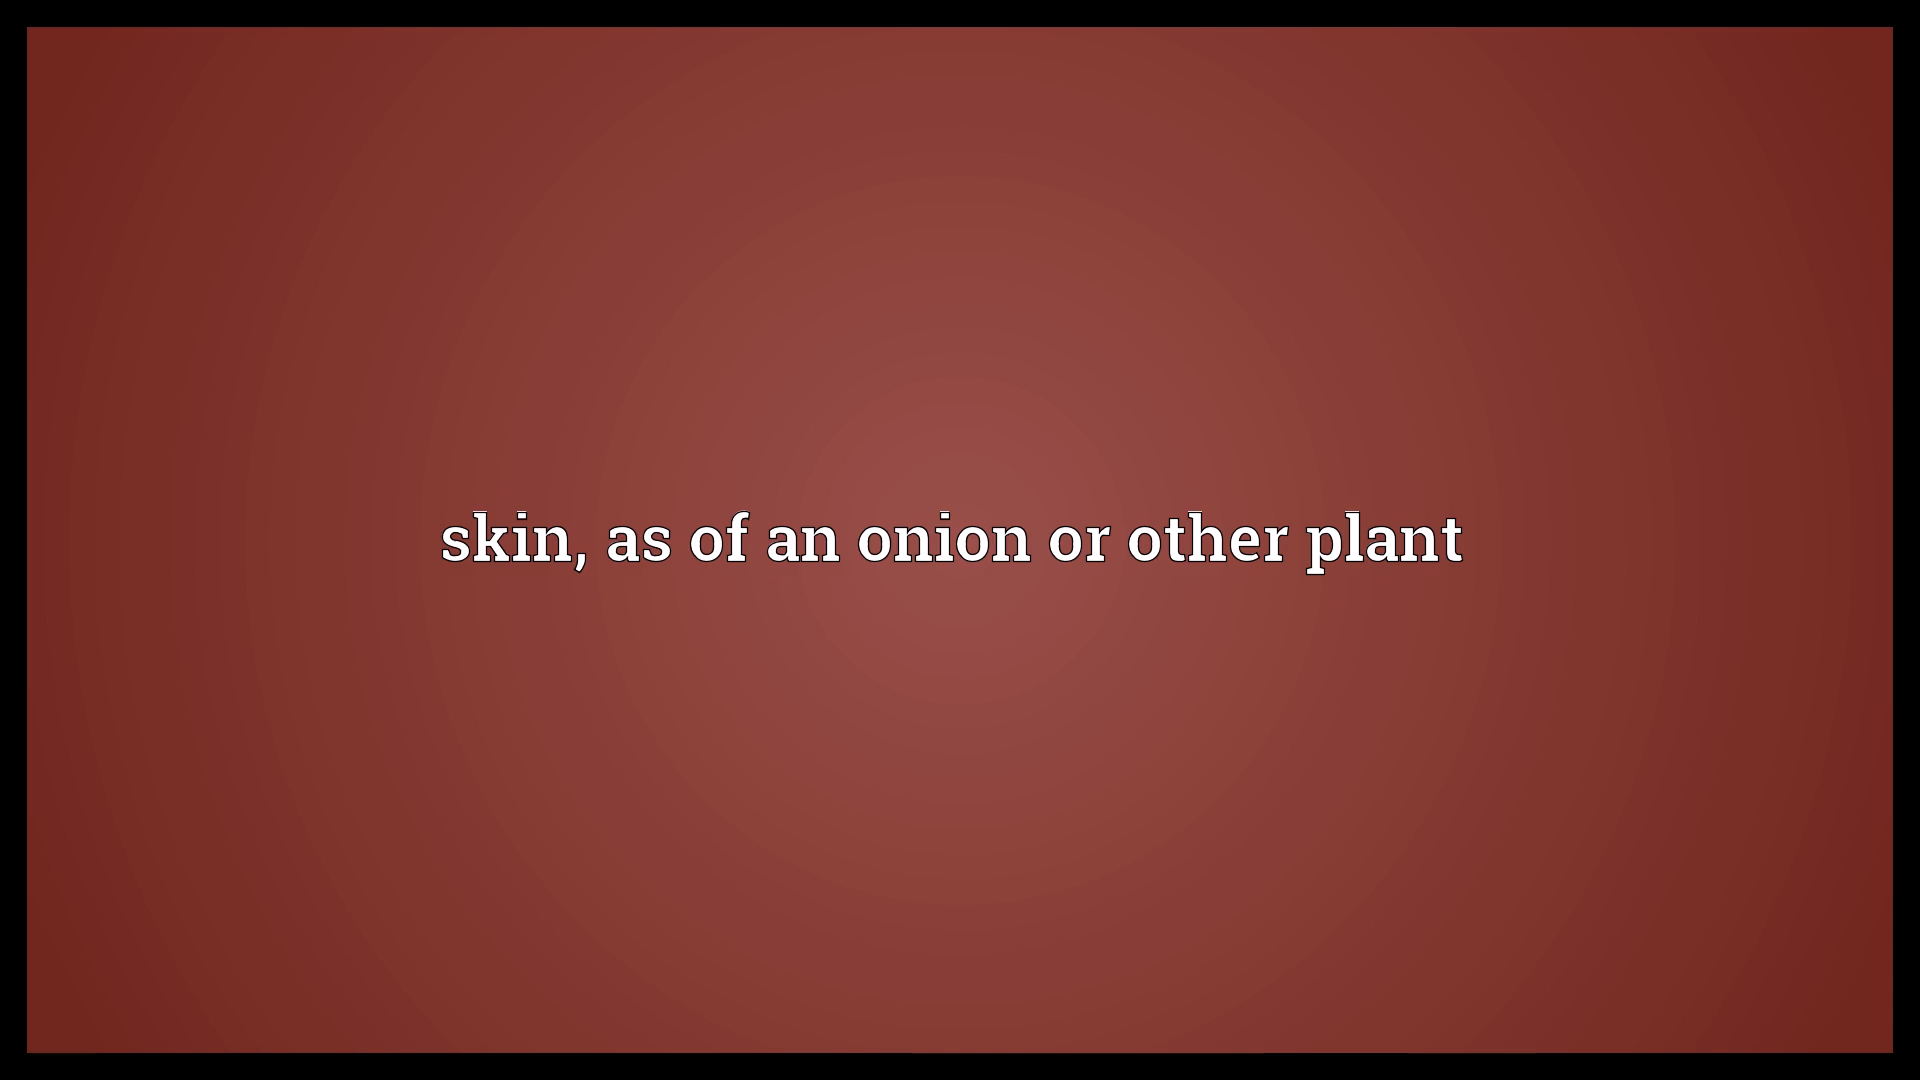 skin, as of an onion or other plant